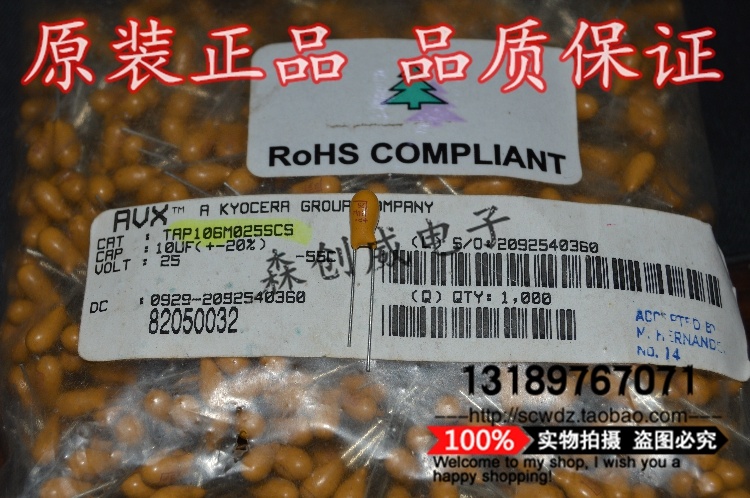 原装正品 品质保证
RoHS COMPLIANT
AVX™ A KYOCERA GROUP COMPANY
CAT : TAP106M025SCS
CAP : 10UF(+-20%)
VOLT : 25 -55C
S/O:2092540360
森创威电子
DC : 0929-2092540360
(Q) QTY: 1,000
82050032
ACCEPTED BY
M. HERNANDE
NO. 14
13189767071
---http://scwdz.taobao.com---
100% 实物拍摄 盗图必究
Welcome to my shop, I wish you a
happy shopping!